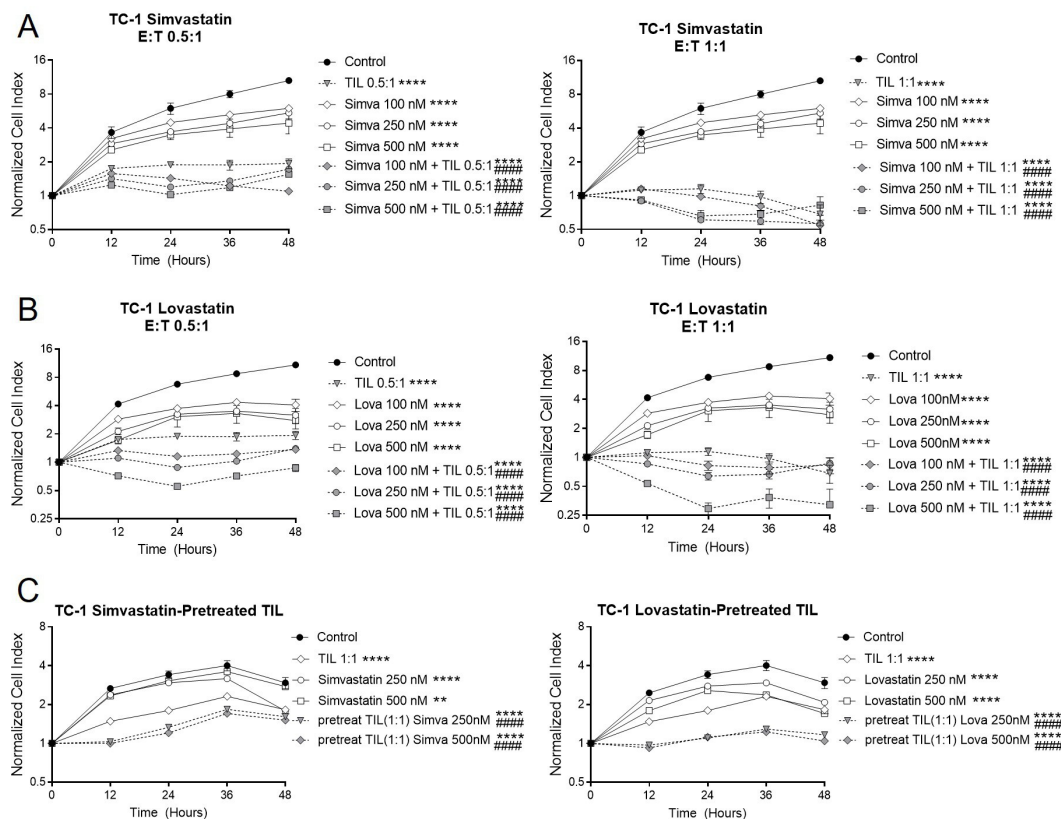 A
TC-1 Simvastatin
E:T 0.5:1
Normalized Cell Index
16
8
4
2
1
0.5
0 12 24 36 48
Time (Hours)
Control
TIL 0.5:1 ****
Simva 100 nM ****
Simva 250 nM ****
Simva 500 nM ****
Simva 100 nM + TIL 0.5:1 **** ####
Simva 250 nM + TIL 0.5:1 **** ####
Simva 500 nM + TIL 0.5:1 **** ####
TC-1 Simvastatin
E:T 1:1
Normalized Cell Index
16
8
4
2
1
0.5
0 12 24 36 48
Time (Hours)
Control
TIL 1:1 ****
Simva 100 nM ****
Simva 250 nM ****
Simva 500 nM ****
Simva 100 nM + TIL 1:1 **** ####
Simva 250 nM + TIL 1:1 **** ####
Simva 500 nM + TIL 1:1 **** ####
B
TC-1 Lovastatin
E:T 0.5:1
Normalized Cell Index
16
8
4
2
1
0.5
0.25
0 12 24 36 48
Time (Hours)
Control
TIL 0.5:1 ****
Lova 100 nM ****
Lova 250 nM ****
Lova 500 nM ****
Lova 100 nM + TIL 0.5:1 **** ####
Lova 250 nM + TIL 0.5:1 **** ####
Lova 500 nM + TIL 0.5:1 **** ####
TC-1 Lovastatin
E:T 1:1
Normalized Cell Index
16
8
4
2
1
0.5
0.25
0 12 24 36 48
Time (Hours)
Control
TIL 1:1 ****
Lova 100nM ****
Lova 250nM ****
Lova 500nM ****
Lova 100 nM + TIL 1:1 **** ####
Lova 250 nM + TIL 1:1 **** ####
Lova 500 nM + TIL 1:1 **** ####
C
TC-1 Simvastatin-Pretreated TIL
Normalized Cell Index
8
4
2
1
0.5
0 12 24 36 48
Time (Hours)
Control
TIL 1:1 ****
Simvastatin 250 nM ****
Simvastatin 500 nM **
pretreat TIL(1:1) Simva 250nM **** ####
pretreat TIL(1:1) Simva 500nM **** ####
TC-1 Lovastatin-Pretreated TIL
Normalized Cell Index
8
4
2
1
0.5
0 12 24 36 48
Time (Hours)
Control
TIL 1:1 ****
Lovastatin 250 nM ****
Lovastatin 500 nM ****
pretreat TIL(1:1) Lova 250nM **** ####
pretreat TIL(1:1) Lova 500nM **** ####